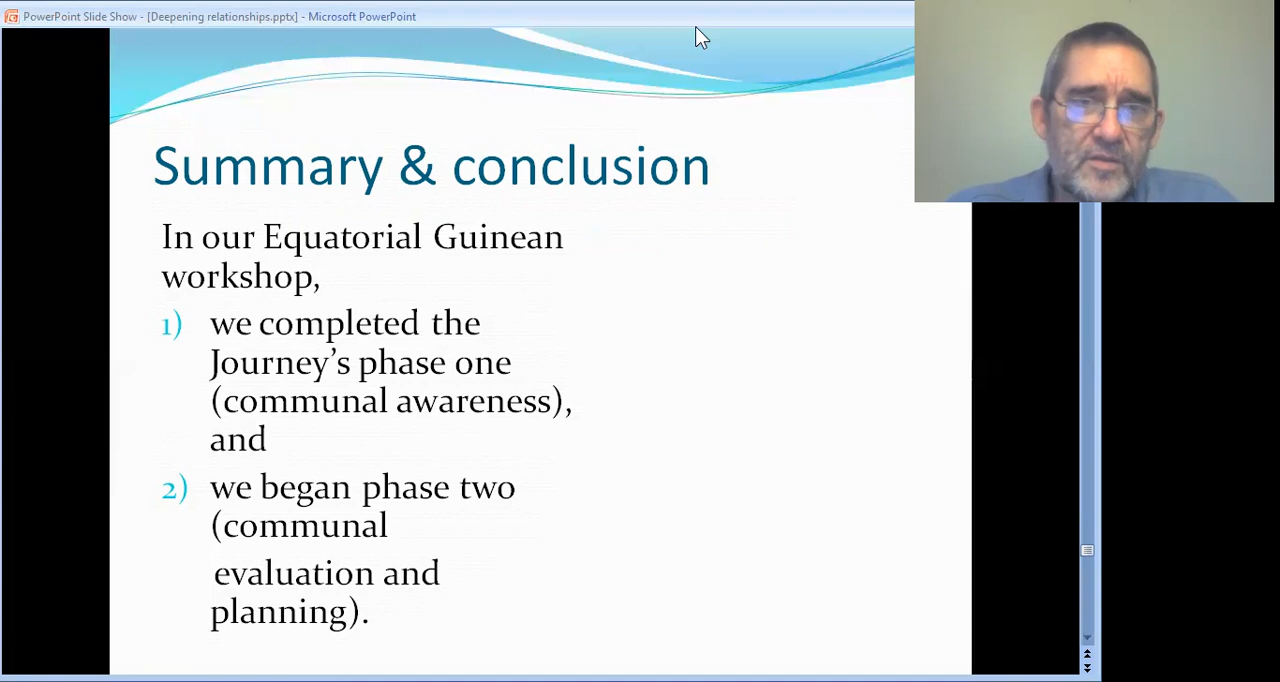 PowerPoint Slide Show - [Deepening relationships.pptx] - Microsoft PowerPoint
Summary & conclusion
In our Equatorial Guinean
workshop,
1) we completed the
Journey’s phase one
(communal awareness),
and
2) we began phase two
(communal
evaluation and
planning).